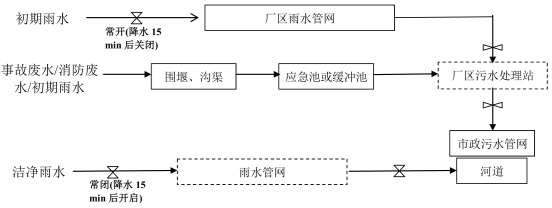 初期雨水
厂区雨水管网
常开(降水 15
min 后关闭)
事故废水/消防废
水/初期雨水
围堰、沟渠
应急池或缓冲池
厂区污水处理站
市政污水管网
洁净雨水
雨水管网
河道
常闭(降水 15
min 后开启)